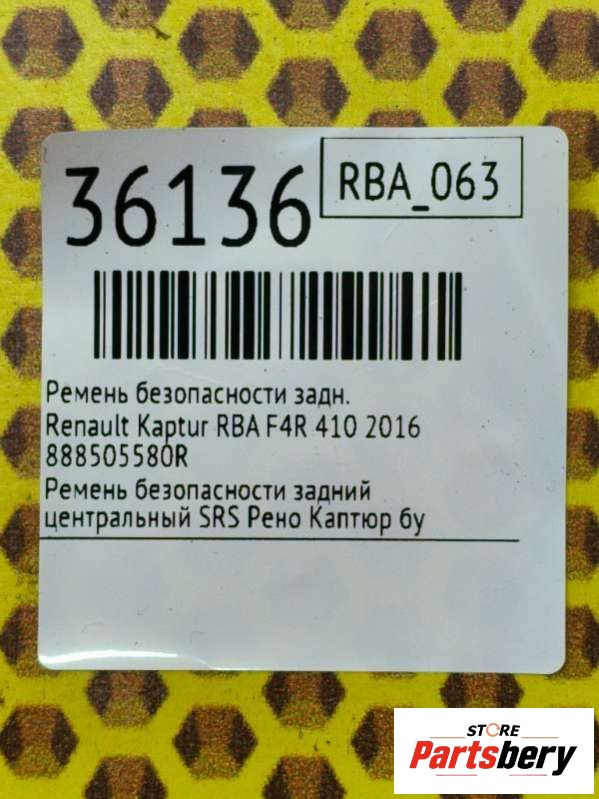 36136
RBA_063
Ремень безопасности задн.
Renault Kaptur RBA F4R 410 2016
888505580R
Ремень безопасности задний
центральный SRS Рено Каптюр бу
STORE
Partsbery